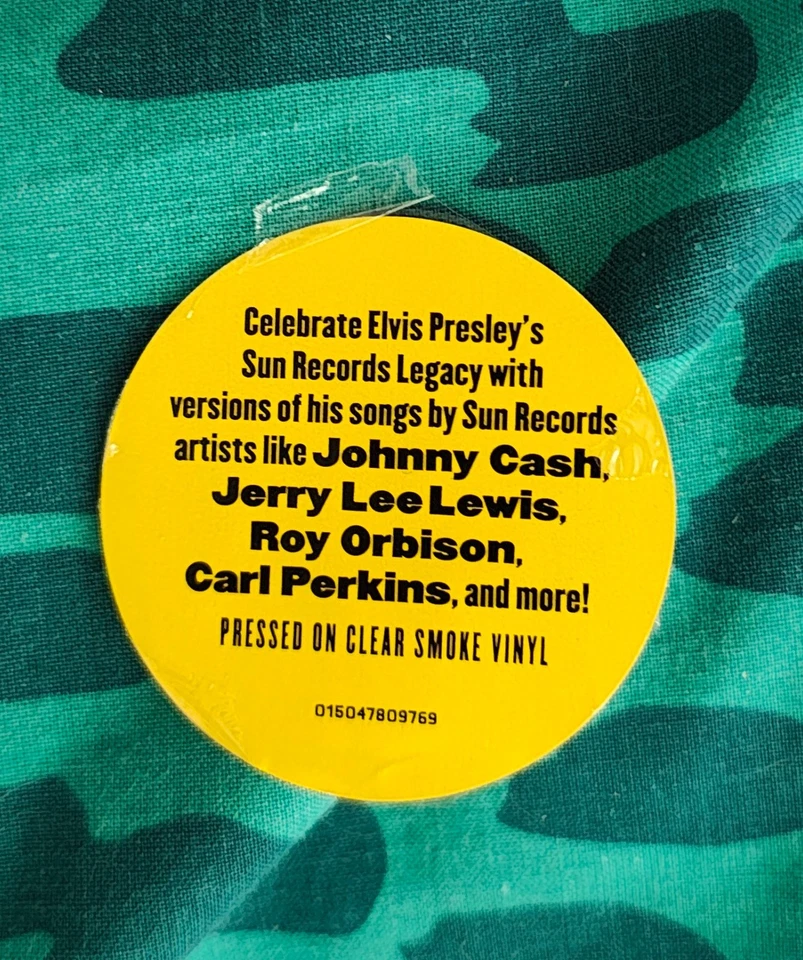 Celebrate Elvis Presley's
Sun Records Legacy with
versions of his songs by Sun Records
artists like Johnny Cash,
Jerry Lee Lewis,
Roy Orbison,
Carl Perkins, and more!
PRESSED ON CLEAR SMOKE VINYL
015047809769